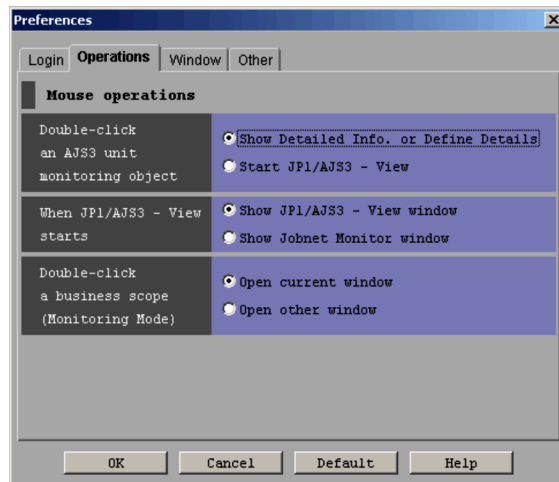 Preferences
Login Operations Window Other
Mouse operations
Double-click
an AJS3 unit
monitoring object
Show Detailed Info. or Define Details
Start JP1/AJS3 - View
When JP1/AJS3 - View
starts
Show JP1/AJS3 - View window
Show Jobnet Monitor window
Double-click
a business scope
(Monitoring Mode)
Open current window
Open other window
OK Cancel Default Help